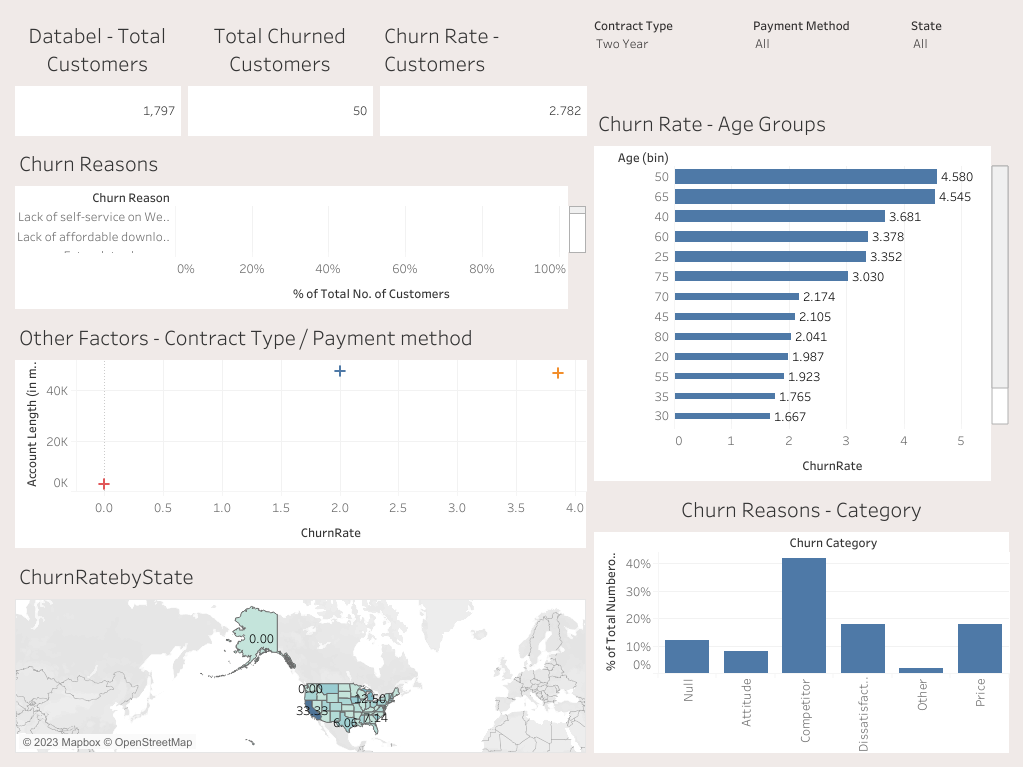 Databel - Total
Customers
Total Churned
Customers
Churn Rate -
Customers
Contract Type
Two Year
Payment Method
All
State
All
1,797
50
2.782
Churn Reasons
Churn Reason
Lack of self-service on We..
Lack of affordable downlo..
0%
20%
40%
60%
80%
100%
% of Total No. of Customers
Churn Rate - Age Groups
Age (bin)
50 4.580
65 4.545
40 3.681
60 3.378
25 3.352
75 3.030
70 2.174
45 2.105
80 2.041
20 1.987
55 1.923
35 1.765
30 1.667
0 1 2 3 4 5
ChurnRate
Other Factors - Contract Type / Payment method
Account Length (in m..
40K
20K
0K
0.0 0.5 1.0 1.5 2.0 2.5 3.0 3.5 4.0
ChurnRate
ChurnRatebyState
0.00
0.00
12.50
33.33
6.06
7.14
© 2023 Mapbox © OpenStreetMap
Churn Reasons - Category
Churn Category
% of Total Numbero..
40%
30%
20%
10%
0%
Null
Attitude
Competitor
Dissatisfact..
Other
Price